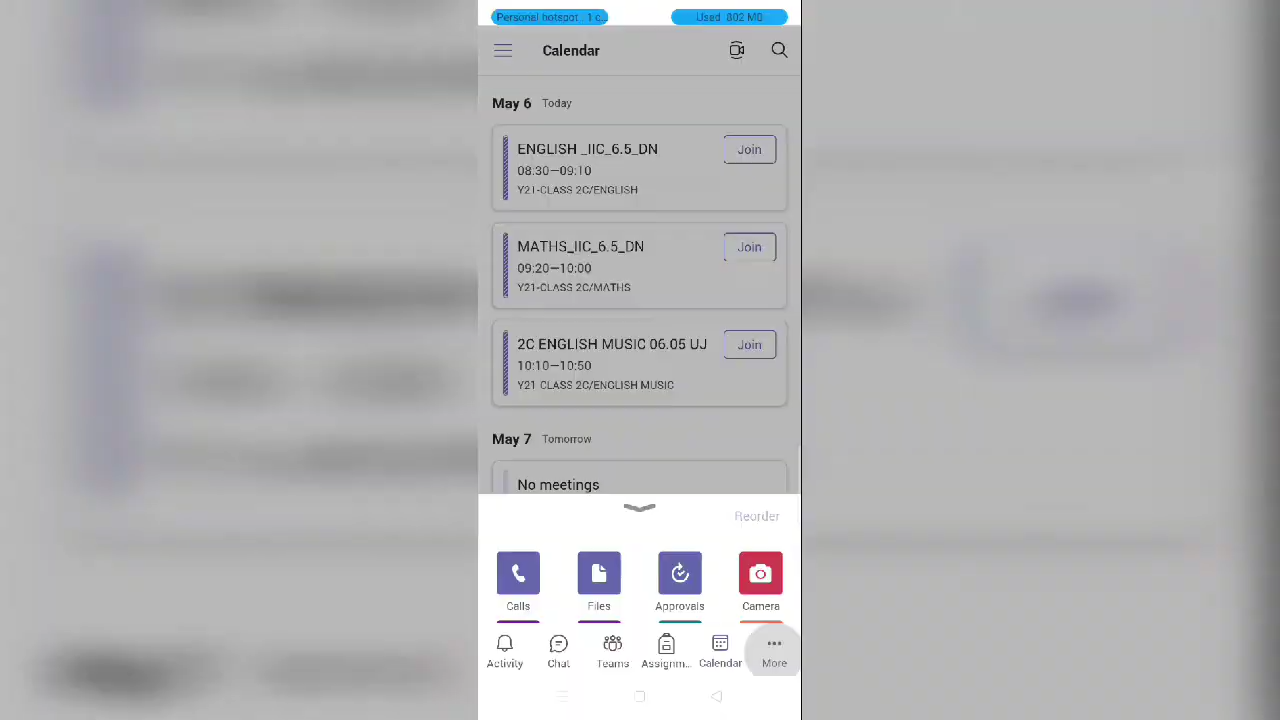 Personal hotspot . 1 c...
Used 802 MB
Calendar
May 6 Today
ENGLISH _IIC_6.5_DN
Join
08:30—09:10
Y21-CLASS 2C/ENGLISH
MATHS_IIC_6.5_DN
Join
09:20—10:00
Y21-CLASS 2C/MATHS
2C ENGLISH MUSIC 06.05 UJ
Join
10:10—10:50
Y21 CLASS 2C/ENGLISH MUSIC
May 7 Tomorrow
No meetings
Reorder
Calls Files Approvals Camera
Activity Chat Teams Assignm... Calendar More